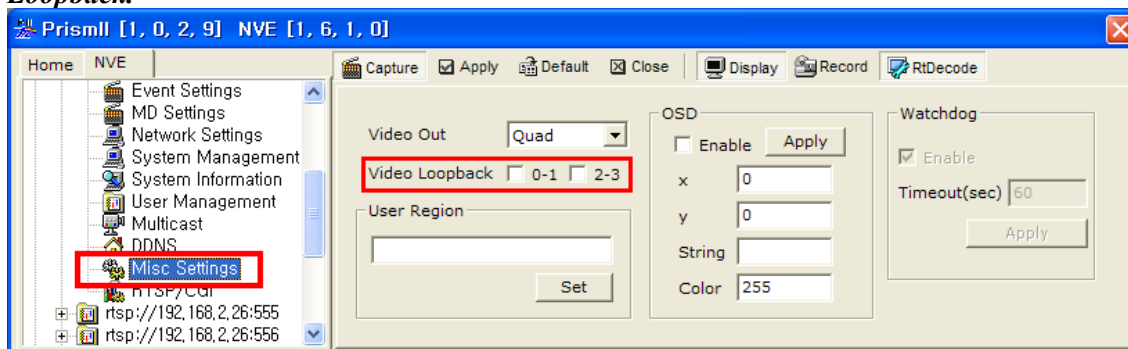 Loopback.
PrismII [1, 0, 2, 9] NVE [1, 6, 1, 0]
Home NVE
Capture Apply Default Close Display Record RtDecode
Event Settings
MD Settings
Network Settings
System Management
System Information
User Management
Multicast
DDNS
Misc Settings
RTSP/CGI
rtsp://192,168,2,26:555
rtsp://192,168,2,26:556
Video Out Quad
Video Loopback 0-1 2-3
User Region
Set
OSD
Enable Apply
x 0
y 0
String
Color 255
Watchdog
Enable
Timeout(sec) 60
Apply